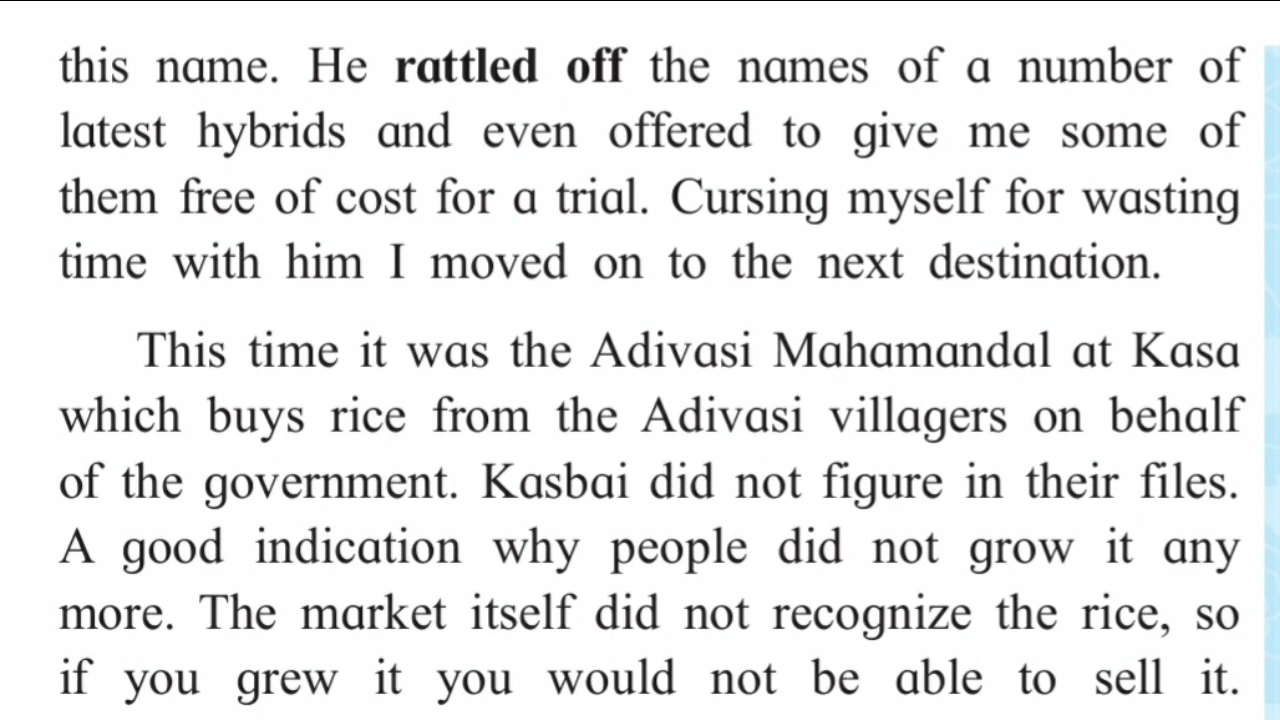 this name. He rattled off the names of a number of
latest hybrids and even offered to give me some of
them free of cost for a trial. Cursing myself for wasting
time with him I moved on to the next destination.
This time it was the Adivasi Mahamandal at Kasa
which buys rice from the Adivasi villagers on behalf
of the government. Kasbai did not figure in their files.
A good indication why people did not grow it any
more. The market itself did not recognize the rice, so
if you grew it you would not be able to sell it.